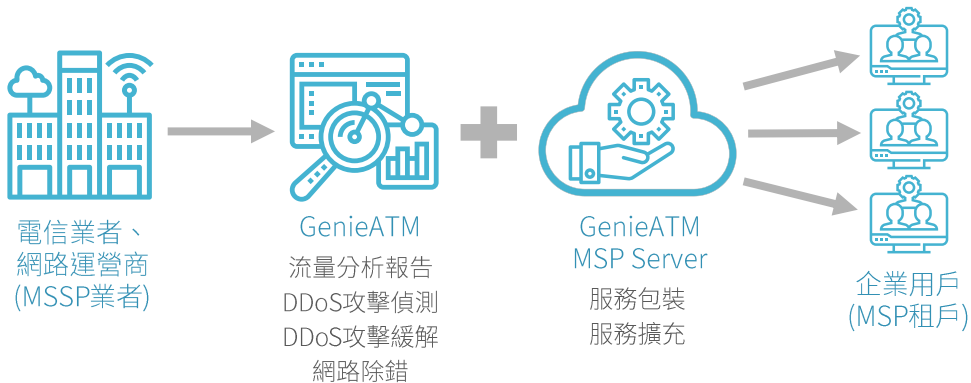 電信業者、
網路運營商
(MSSP業者)
GenieATM
流量分析報告
DDoS攻擊偵測
DDoS攻擊緩解
網路除錯
GenieATM
MSP Server
服務包裝
服務擴充
企業用戶
(MSP租戶)